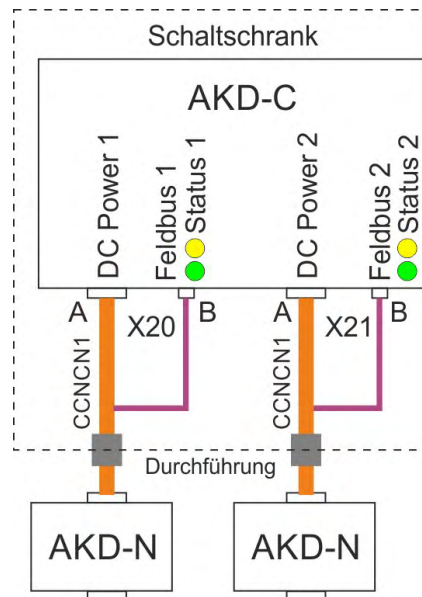 Schaltschrank
AKD-C
DC Power 1
Feldbus 1
Status 1
DC Power 2
Feldbus 2
Status 2
A X20 B A X21 B
CCNCN1
CCNCN1
Durchführung
AKD-N AKD-N